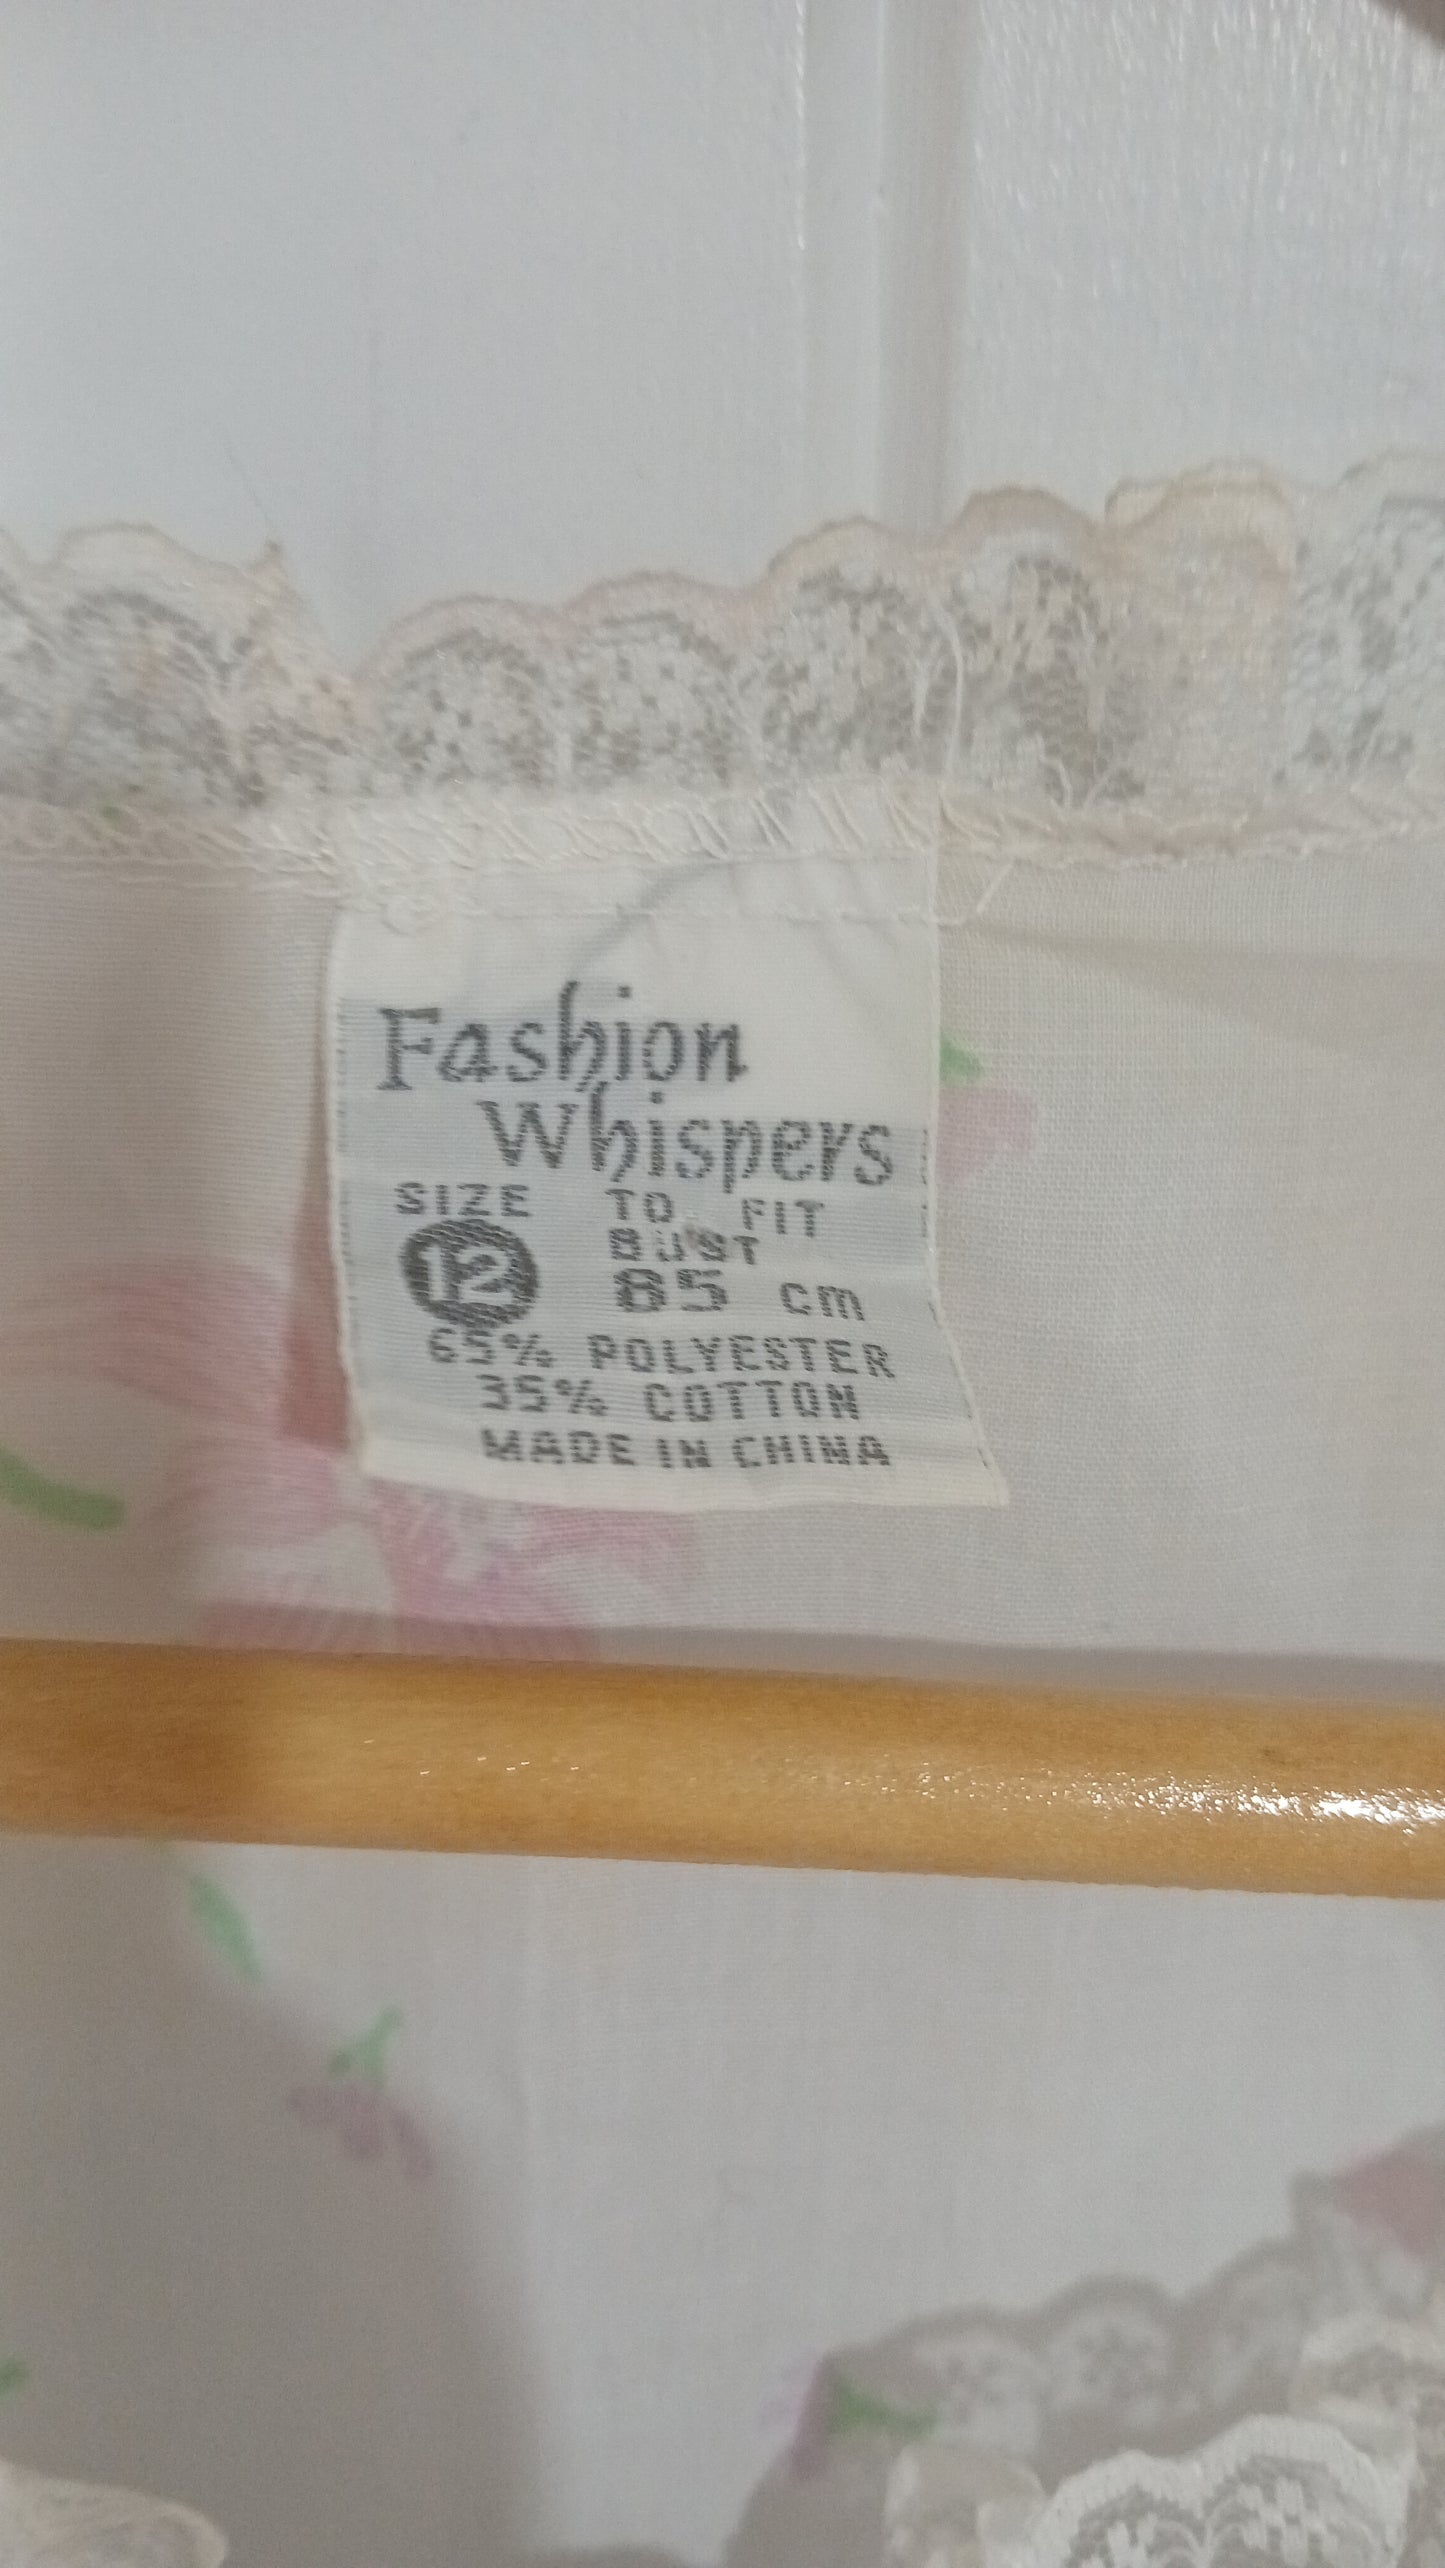 Fashion
Whispers
SIZE TO FIT
BUST
12 85 cm
65% POLYESTER
35% COTTON
MADE IN CHINA